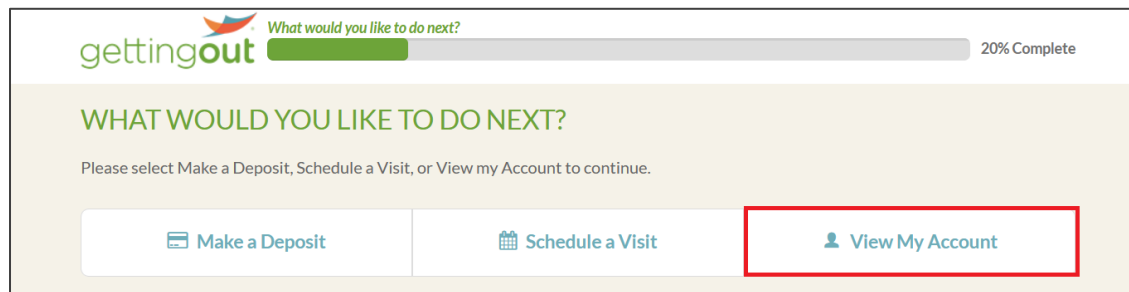 What would you like to do next?
gettingout
20% Complete
WHAT WOULD YOU LIKE TO DO NEXT?
Please select Make a Deposit, Schedule a Visit, or View my Account to continue.
Make a Deposit
Schedule a Visit
View My Account